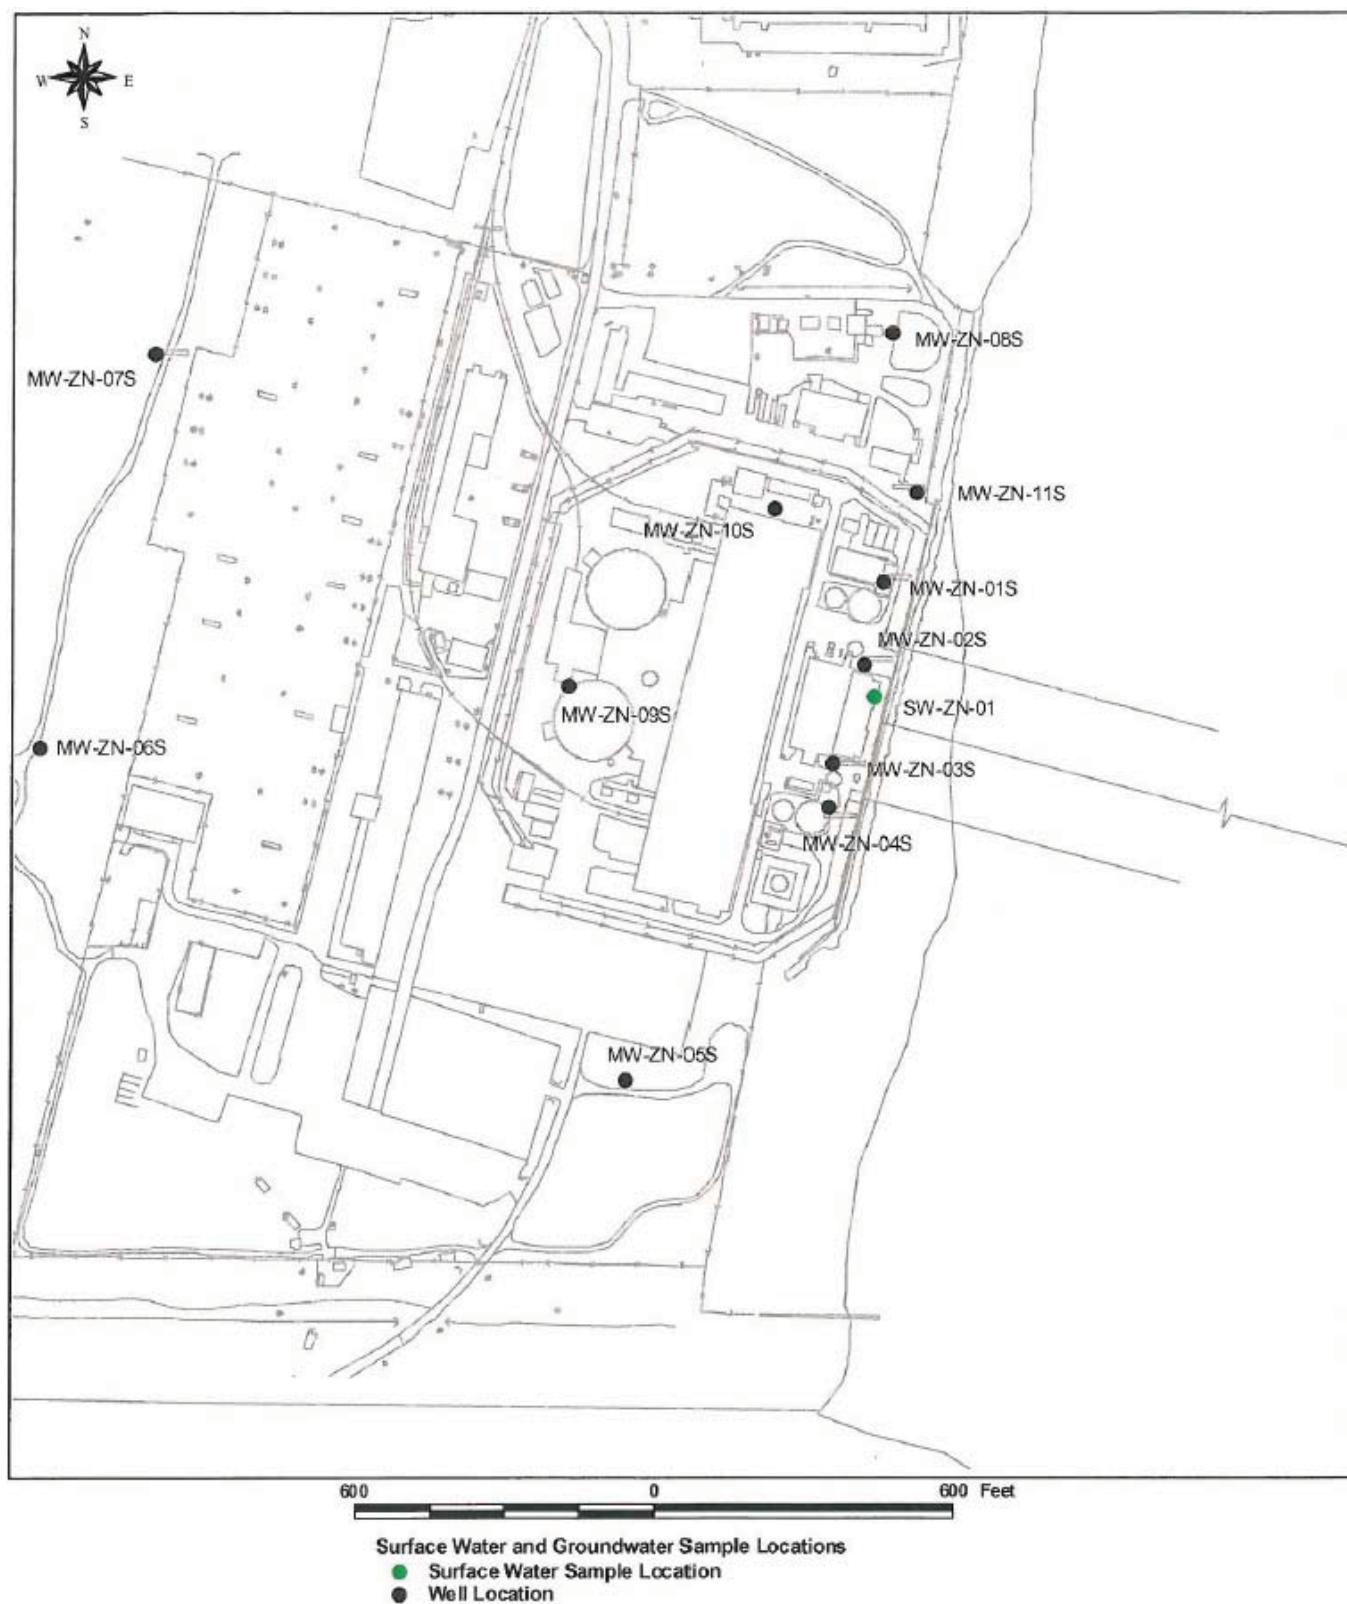 N
W E
S
MW-ZN-08S
MW-ZN-07S
MW-ZN-11S
MW-ZN-10S
MW-ZN-01S
MW-ZN-02S
SW-ZN-01
MW-ZN-09S
MW-ZN-06S
MW-ZN-03S
MW-ZN-04S
MW-ZN-05S
600 0 600 Feet
Surface Water and Groundwater Sample Locations
Surface Water Sample Location
Well Location